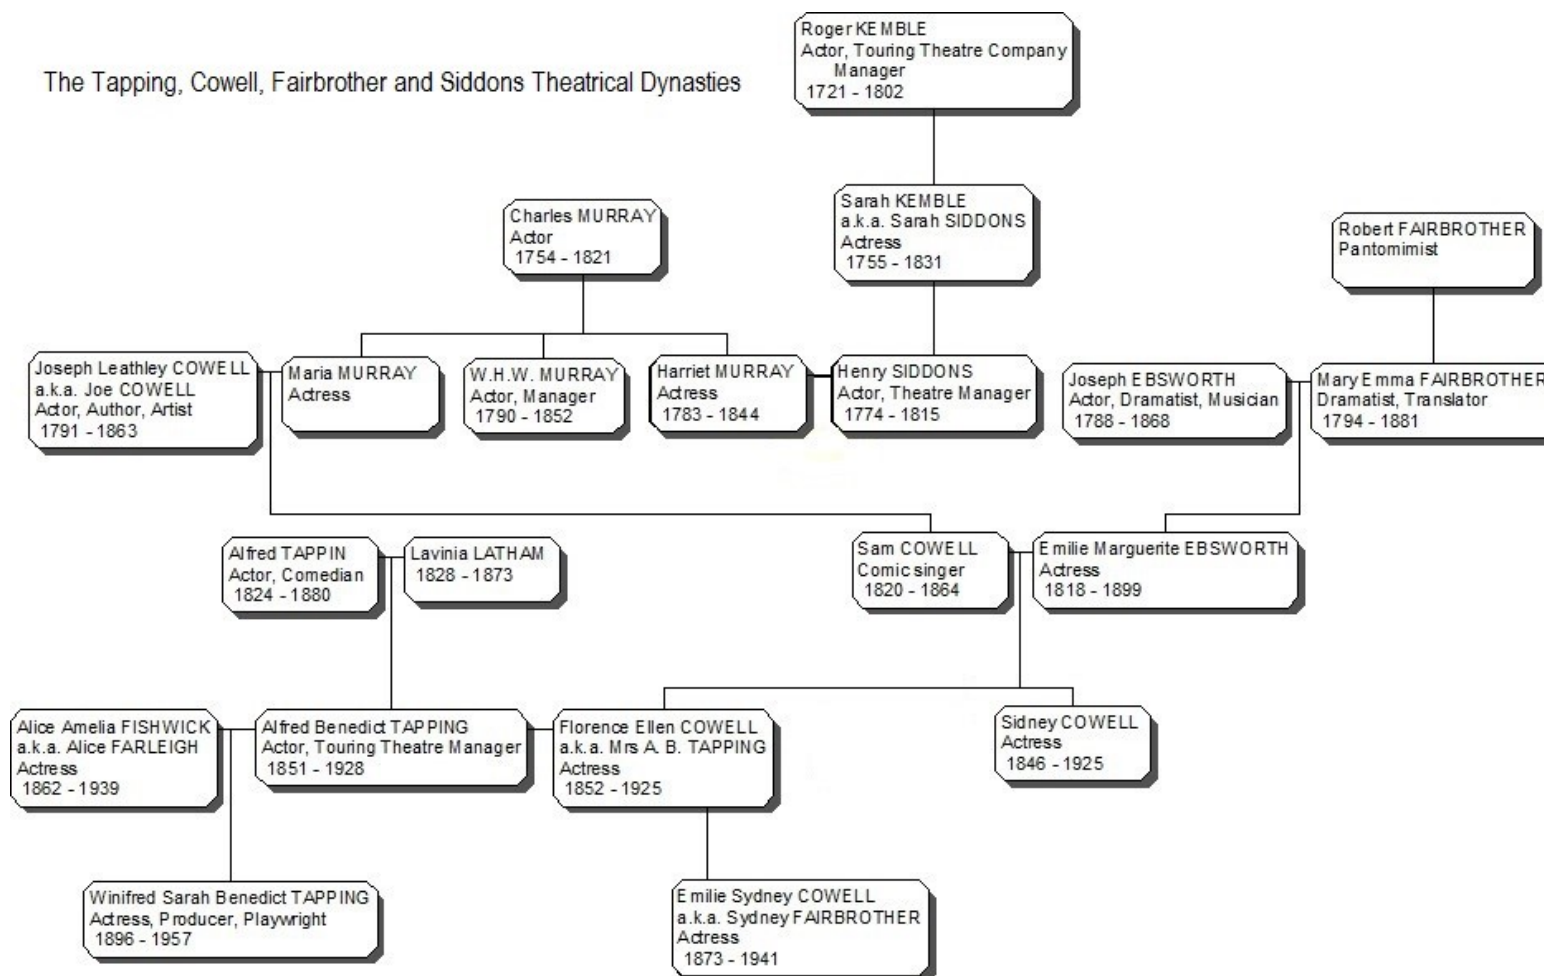 The Tapping, Cowell, Fairbrother and Siddons Theatrical Dynasties
Roger KEMBLE
Actor, Touring Theatre Company
Manager
1721 - 1802
Charles MURRAY
Actor
1754 - 1821
Sarah KEMBLE
a.k.a. Sarah SIDDONS
Actress
1755 - 1831
Robert FAIRBROTHER
Pantomimist
Joseph Leathley COWELL
a.k.a. Joe COWELL
Actor, Author, Artist
1791 - 1863
Maria MURRAY
Actress
W.H.W. MURRAY
Actor, Manager
1790 - 1852
Harriet MURRAY
Actress
1783 - 1844
Henry SIDDONS
Actor, Theatre Manager
1774 - 1815
Joseph EBSWORTH
Actor, Dramatist, Musician
1788 - 1868
Mary Emma FAIRBROTHER
Dramatist, Translator
1794 - 1881
Alfred TAPPIN
Actor, Comedian
1824 - 1880
Lavinia LATHAM
1828 - 1873
Sam COWELL
Comic singer
1820 - 1864
Emilie Marguerite EBSWORTH
Actress
1818 - 1899
Alice Amelia FISHWICK
a.k.a. Alice FARLEIGH
Actress
1862 - 1939
Alfred Benedict TAPPING
Actor, Touring Theatre Manager
1851 - 1928
Florence Ellen COWELL
a.k.a. Mrs A. B. TAPPING
Actress
1852 - 1925
Sidney COWELL
Actress
1846 - 1925
Winifred Sarah Benedict TAPPING
Actress, Producer, Playwright
1896 - 1957
Emilie Sydney COWELL
a.k.a. Sydney FAIRBROTHER
Actress
1873 - 1941